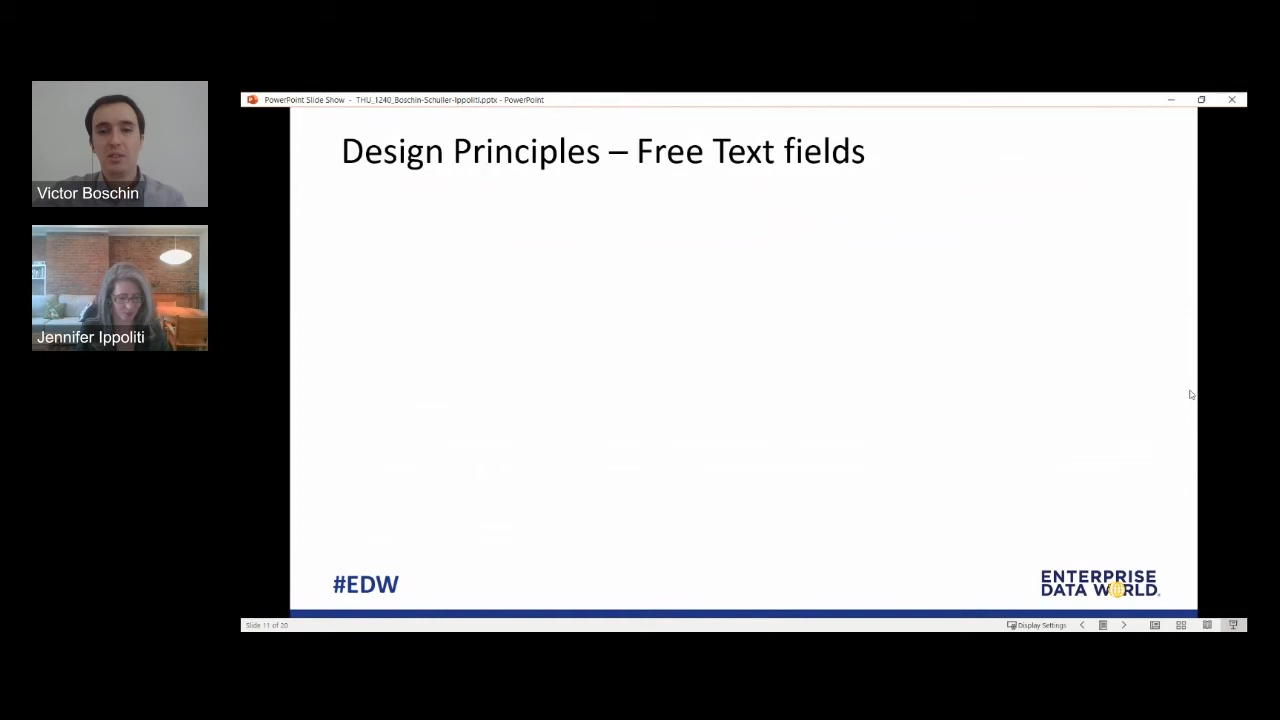 PowerPoint Slide Show - THU_1240_Boschin-Schuller-Ippoliti.pptx - PowerPoint
Victor Boschin
Jennifer Ippoliti
Design Principles – Free Text fields
#EDW
ENTERPRISE
DATA WORLD
Slide 11 of 20
Display Settings